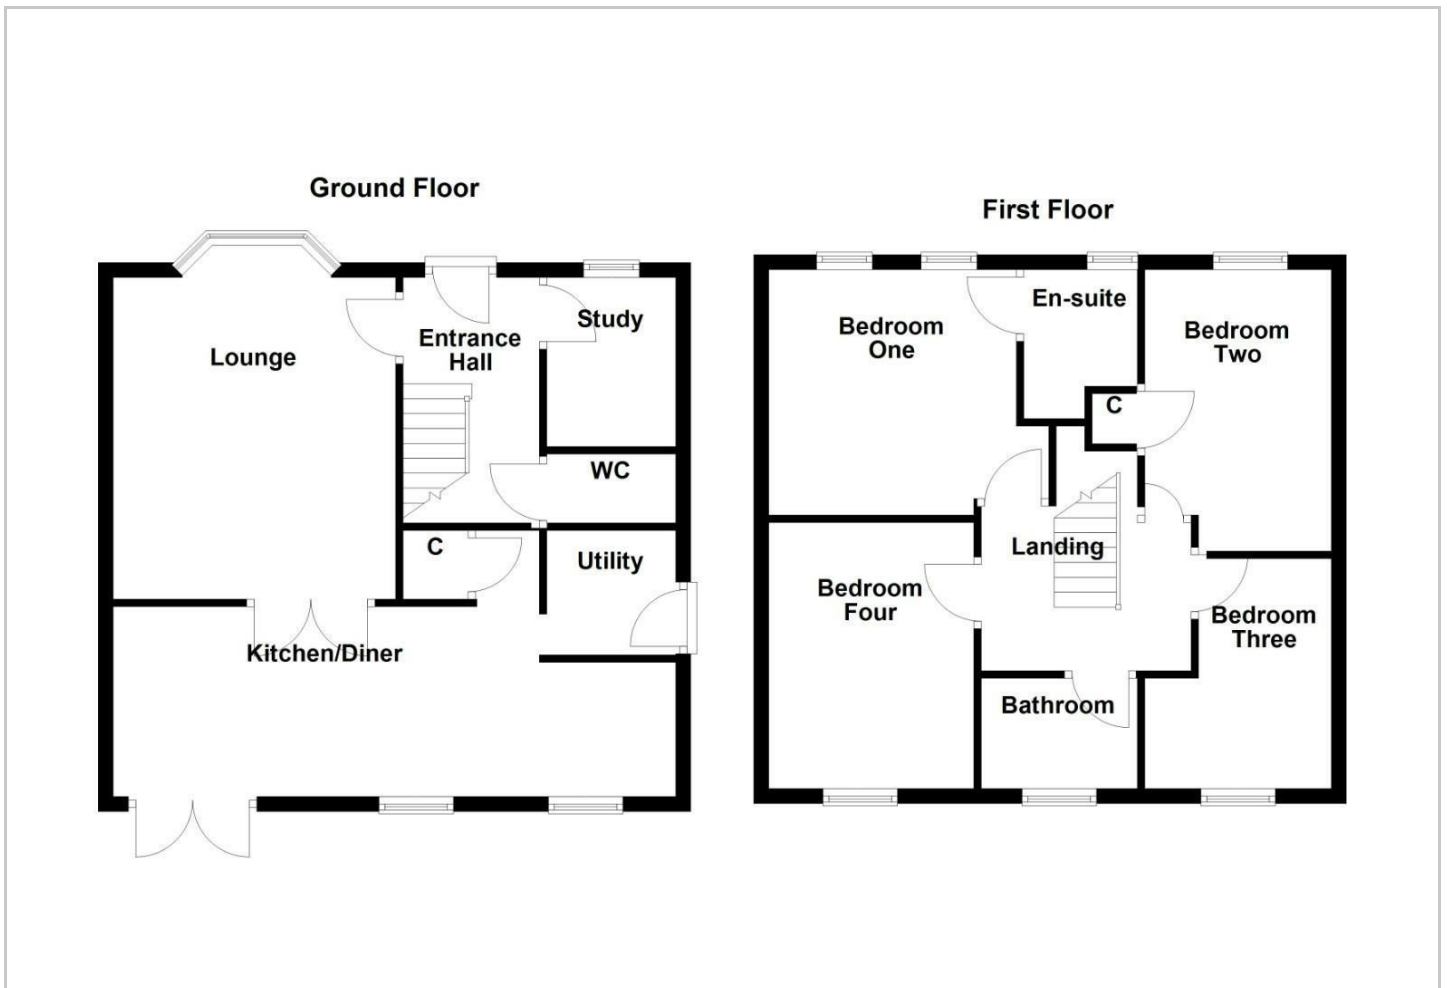 Ground Floor
Lounge
Entrance
Hall
Study
WC
C
Utility
Kitchen/Diner
First Floor
Bedroom
One
En-suite
Bedroom
Two
C
Landing
Bedroom
Four
Bedroom
Three
Bathroom